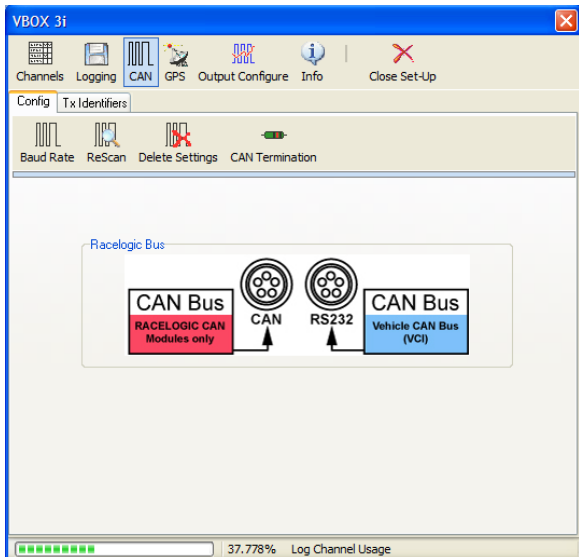 VBOX 3i
Channels Logging CAN GPS Output Configure Info Close Set-Up
Config Tx Identifiers
Baud Rate ReScan Delete Settings CAN Termination
Racelogic Bus
CAN Bus
RACELOGIC CAN
Modules only
CAN
RS232
CAN Bus
Vehicle CAN Bus
(VCI)
37.778% Log Channel Usage